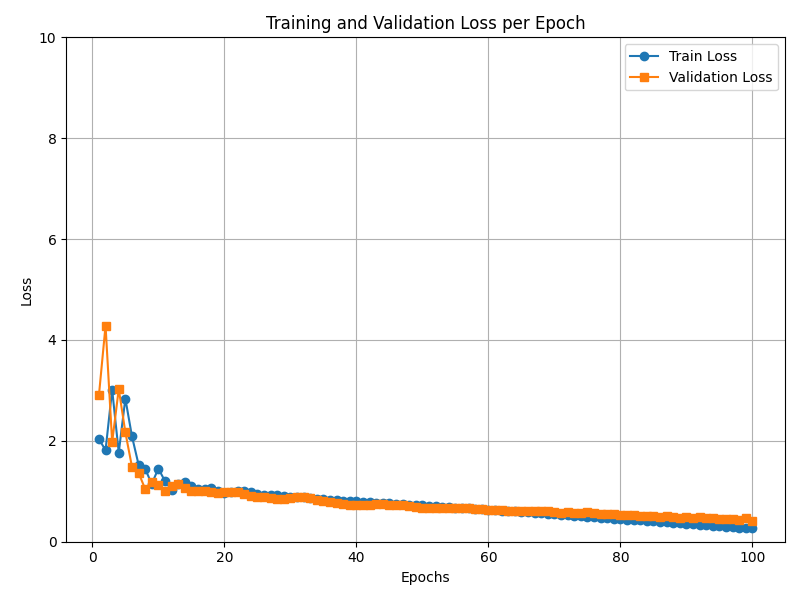 Training and Validation Loss per Epoch
10
8
6
4
2
0
Loss
Train Loss
Validation Loss
0 20 40 60 80 100
Epochs